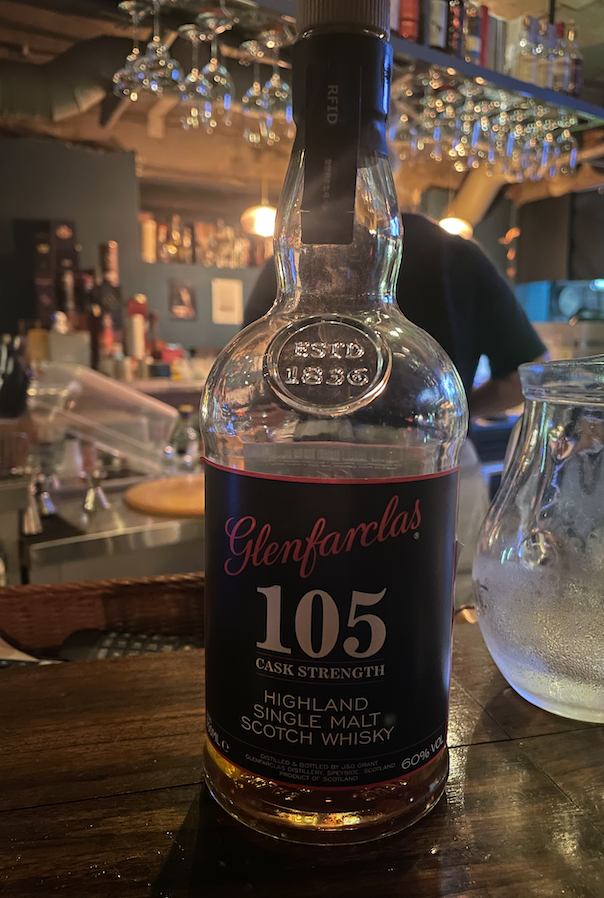 RFID
ESTD
1836
Glenfarclas®
105
CASK STRENGTH
HIGHLAND
SINGLE MALT
SCOTCH WHISKY
ML ℮
DISTILLED & BOTTLED BY J.&G. GRANT,
GLENFARCLAS DISTILLERY, SPEYSIDE, SCOTLAND
PRODUCT OF SCOTLAND
60% VOL